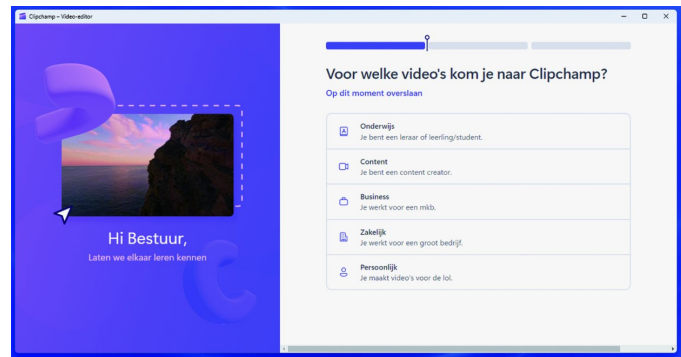 Clipchamp – Video-editor
Hi Bestuur,
Laten we elkaar leren kennen
Voor welke video's kom je naar Clipchamp?
Op dit moment overslaan
Onderwijs
Je bent een leraar of leerling/student.
Content
Je bent een content creator.
Business
Je werkt voor een mkb.
Zakelijk
Je werkt voor een groot bedrijf.
Persoonlijk
Je maakt video's voor de lol.